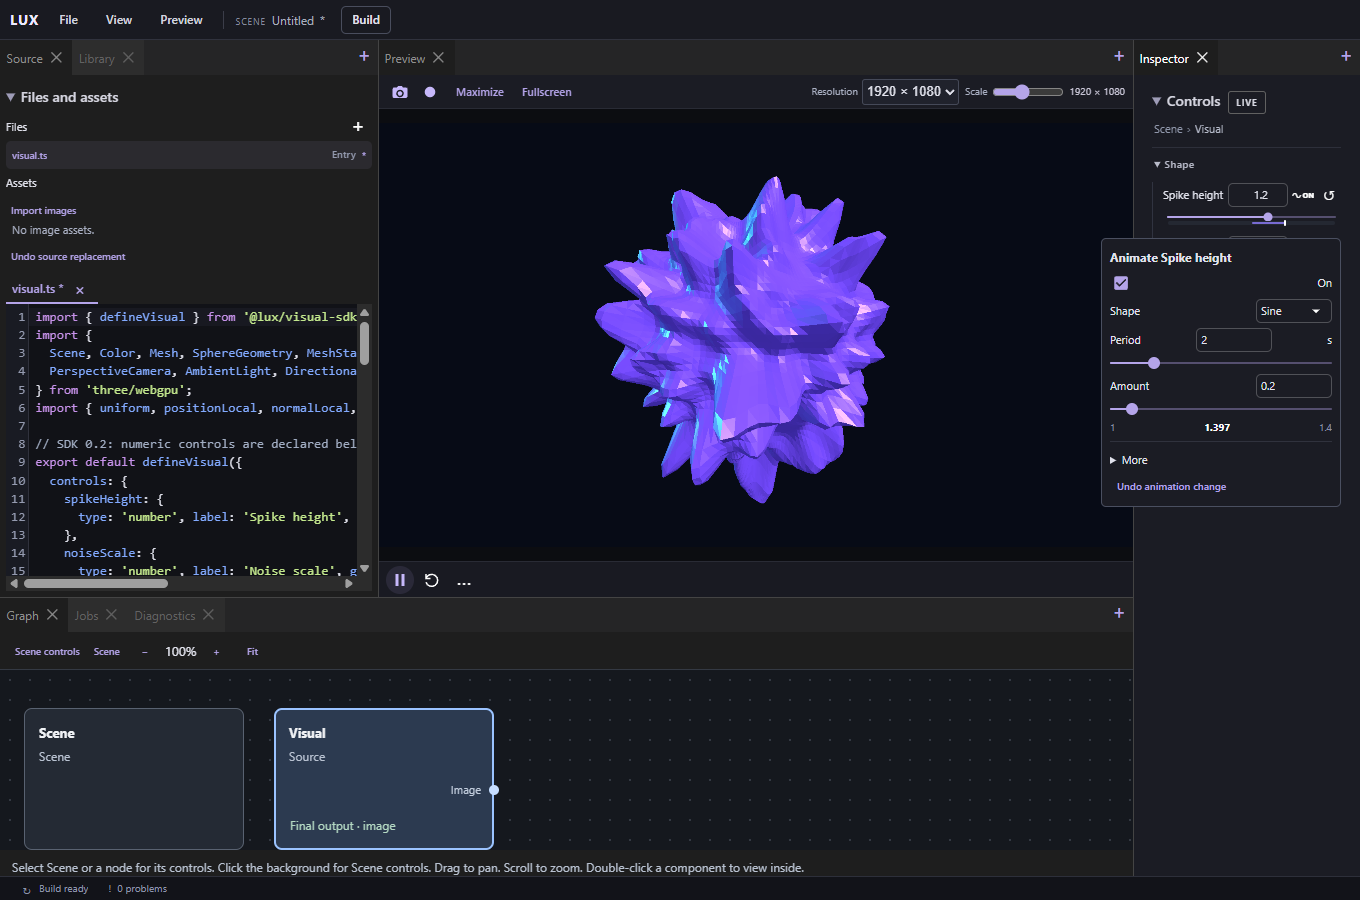 LUX File View Preview SCENE Untitled * Build
Source Library
Files and assets
Files
visual.ts Entry *
Assets
Import images
No image assets.
Undo source replacement
visual.ts *
1 import { defineVisual } from '@lux/visual-sdk
2 import {
3 Scene, Color, Mesh, SphereGeometry, MeshSta
4 PerspectiveCamera, AmbientLight, Directiona
5 } from 'three/webgpu';
6 import { uniform, positionLocal, normalLocal,
7
8 // SDK 0.2: numeric controls are declared bel
9 export default defineVisual({
10 controls: {
11 spikeHeight: {
12 type: 'number', label: 'Spike height',
13 },
14 noiseScale: {
15 type: 'number', label: 'Noise scale', g
Preview
Maximize Fullscreen Resolution 1920 × 1080 Scale 1920 × 1080
...
Inspector
Controls LIVE
Scene › Visual
Shape
Spike height 1.2 ON
Animate Spike height
On
Shape Sine
Period 2 s
Amount 0.2
1 1.397 1.4
More
Undo animation change
Graph Jobs Diagnostics
Scene controls Scene − 100% + Fit
Scene
Scene
Visual
Source
Image
Final output · image
Select Scene or a node for its controls. Click the background for Scene controls. Drag to pan. Scroll to zoom. Double-click a component to view inside.
Build ready ! 0 problems